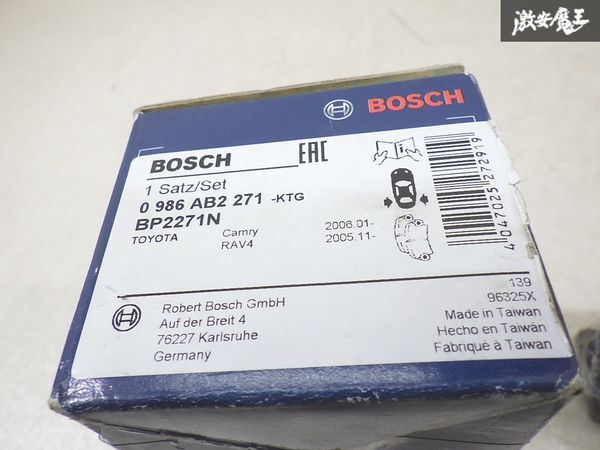 激安魔王
BOSCH
BOSCH
EAC
1 Satz/Set
0 986 AB2 271 -KTG
BP2271N
TOYOTA
Camry 2006.01-
RAV4 2005.11-
4 047025 272919
139
96325X
Robert Bosch GmbH
Auf der Breit 4
76227 Karlsruhe
Germany
Made in Taiwan
Hecho en Taiwán
Fabriqué à Taiwan